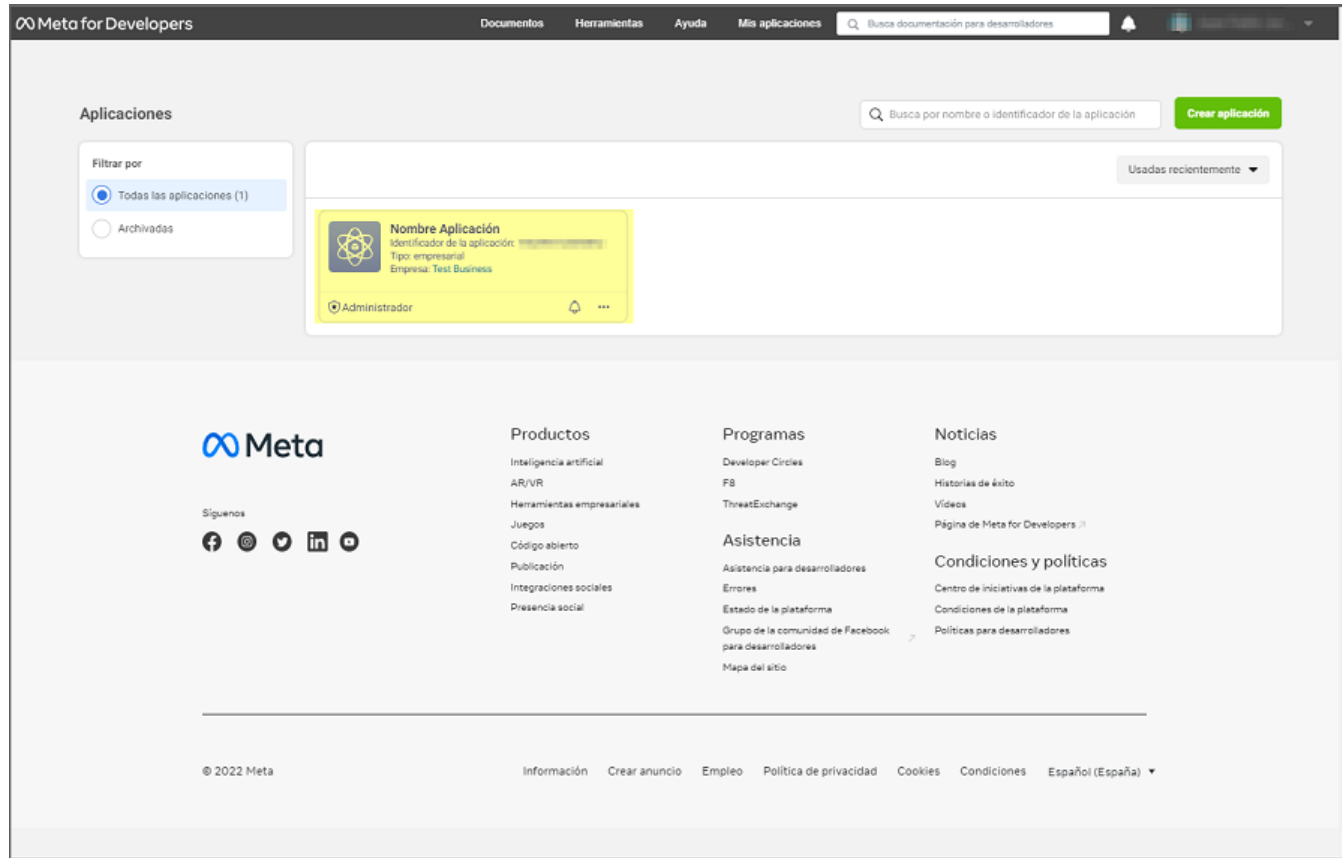 Meta for Developers
Documentos
Herramientas
Ayuda
Mis aplicaciones
Busca documentación para desarrolladores
Aplicaciones
Busca por nombre o identificador de la aplicación
Crear aplicación
Filtrar por
Todas las aplicaciones (1)
Archivadas
Usadas recientemente
Nombre Aplicación
Identificador de la aplicación:
Tipo: empresarial
Empresa: Test Business
Administrador
Meta
Síguenos
Productos
Inteligencia artificial
AR/VR
Herramientas empresariales
Juegos
Código abierto
Publicación
Integraciones sociales
Presencia social
Programas
Developer Circles
F8
ThreatExchange
Asistencia
Asistencia para desarrolladores
Errores
Estado de la plataforma
Grupo de la comunidad de Facebook
para desarrolladores
Mapa del sitio
Noticias
Blog
Historias de éxito
Vídeos
Página de Meta for Developers
Condiciones y políticas
Centro de iniciativas de la plataforma
Condiciones de la plataforma
Políticas para desarrolladores
© 2022 Meta
Información
Crear anuncio
Empleo
Política de privacidad
Cookies
Condiciones
Español (España)